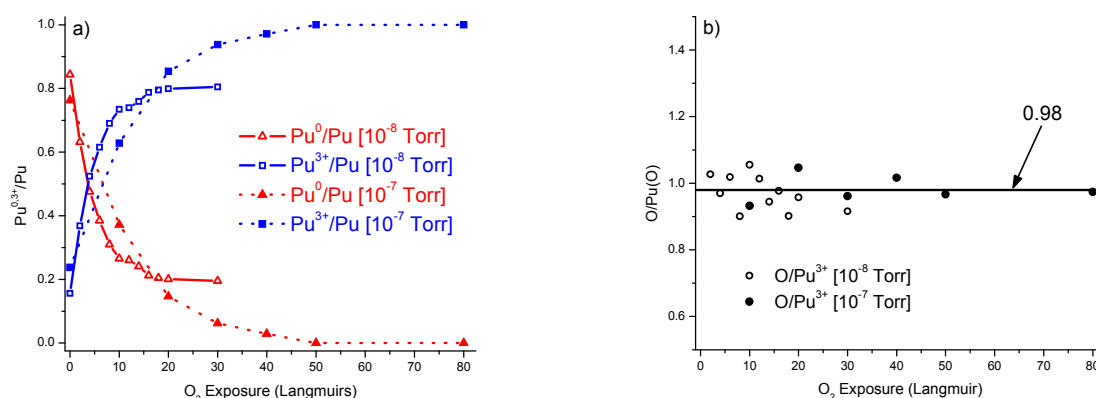 a)
1.0
0.8
0.6
0.4
0.2
0.0
Pu⁰,³⁺/Pu
Pu⁰/Pu [10⁻⁸ Torr]
Pu³⁺/Pu [10⁻⁸ Torr]
Pu⁰/Pu [10⁻⁷ Torr]
Pu³⁺/Pu [10⁻⁷ Torr]
0 10 20 30 40 50 60 70 80
O₂ Exposure (Langmuirs)
b)
1.4
1.2
1.0
0.8
0.6
O/Pu(O)
0.98
O/Pu³⁺ [10⁻⁸ Torr]
O/Pu³⁺ [10⁻⁷ Torr]
0 10 20 30 40 50 60 70 80
O₂ Exposure (Langmuir)